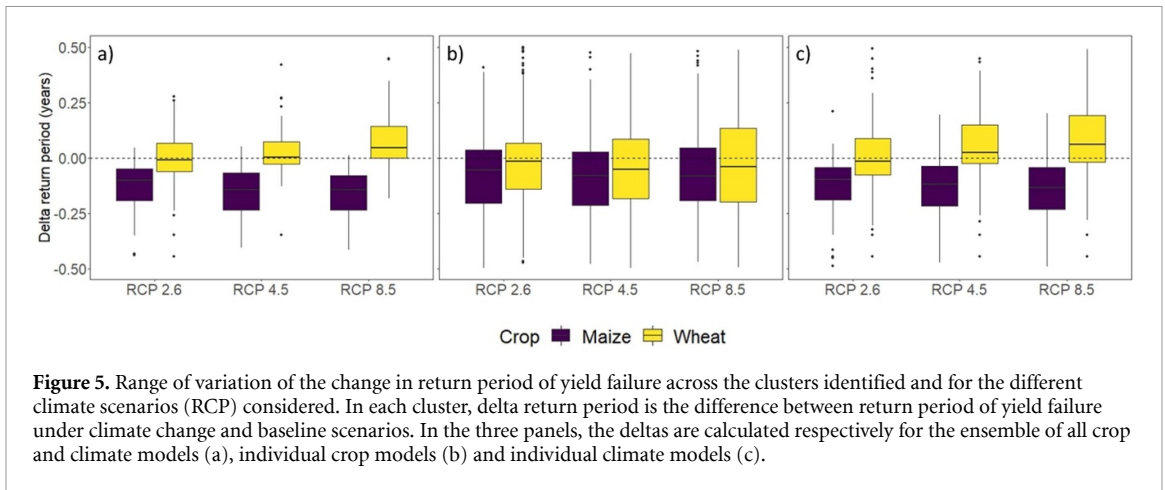 a)
b)
c)
Delta return period (years)
0.50
0.25
0.00
-0.25
-0.50
RCP 2.6 RCP 4.5 RCP 8.5
RCP 2.6 RCP 4.5 RCP 8.5
RCP 2.6 RCP 4.5 RCP 8.5
Crop Maize Wheat
Figure 5. Range of variation of the change in return period of yield failure across the clusters identified and for the different
climate scenarios (RCP) considered. In each cluster, delta return period is the difference between return period of yield failure
under climate change and baseline scenarios. In the three panels, the deltas are calculated respectively for the ensemble of all crop
and climate models (a), individual crop models (b) and individual climate models (c).